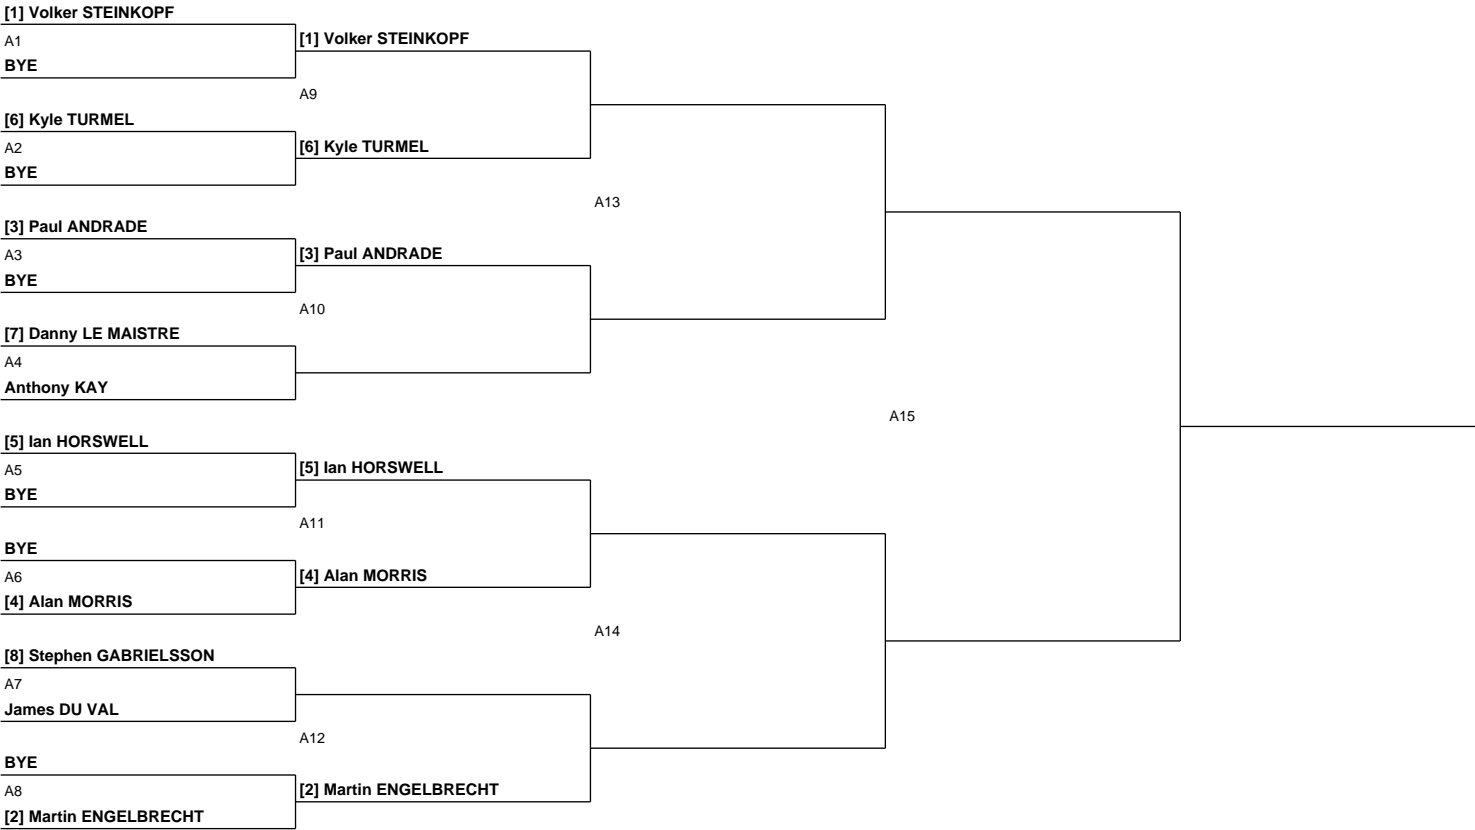 [1] Volker STEINKOPF
A1
BYE
[6] Kyle TURMEL
A2
BYE
[3] Paul ANDRADE
A3
BYE
[7] Danny LE MAISTRE
A4
Anthony KAY
[5] Ian HORSWELL
A5
BYE
BYE
A6
[4] Alan MORRIS
[8] Stephen GABRIELSSON
A7
James DU VAL
BYE
A8
[2] Martin ENGELBRECHT
[1] Volker STEINKOPF
A9
[6] Kyle TURMEL
[3] Paul ANDRADE
A10
[5] Ian HORSWELL
A11
[4] Alan MORRIS
A12
[2] Martin ENGELBRECHT
A13
A14
A15